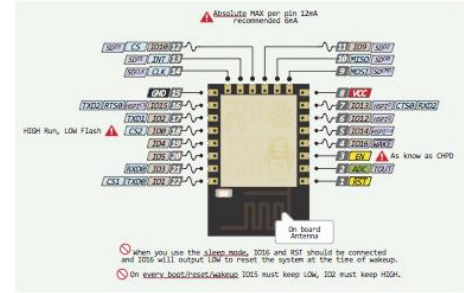 Absolute MAX per pin 12mA
recommended 6mA
CS IO10 12
11 IO9
INT 13
10 MISO
CLK 14
9 MOSI
GND 15
8 VCC
TXD2 RTS0 IO15 16
7 IO13 CTS0 RXD2
TXD1 IO2 17
6 IO12
HIGH Run, LOW Flash CS2 IO0 18
5 IO14
IO4 19
4 IO16 WAKE
IO5 20
3 EN As know as CHPD
RXD0 IO3 21
2 ADC TOUT
CS1 TXD0 IO1 22
1 RST
On board
Antenna
When you use the sleep mode, IO16 and RST should be connected
and IO16 will output LOW to reset the system at the time of wakeup.
On every boot/reset/wakeup IO15 must keep LOW, IO2 must keep HIGH.